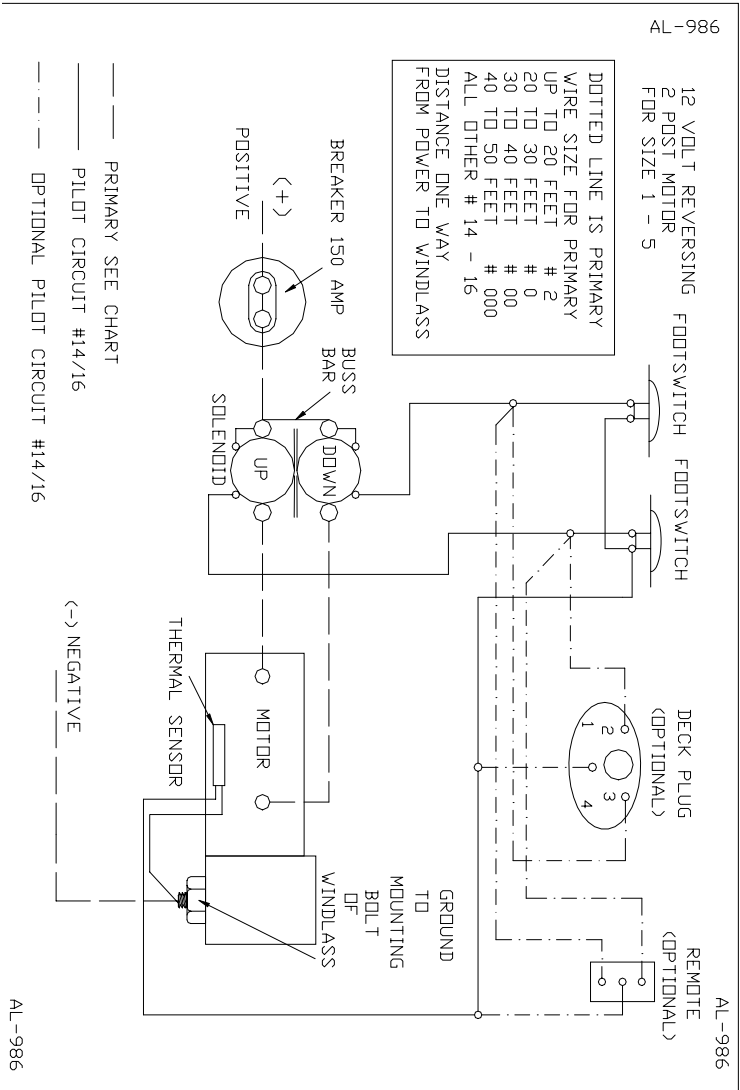 AL-986
12 VOLT REVERSING
2 POST MOTOR
FOR SIZE 1 - 5
DOTTED LINE IS PRIMARY
WIRE SIZE FOR PRIMARY
UP TO 20 FEET # 2
20 TO 30 FEET # 0
30 TO 40 FEET # 00
40 TO 50 FEET # 000
ALL OTHER # 14 - 16
DISTANCE ONE WAY
FROM POWER TO WINDLASS
FOOTSWITCH
FOOTSWITCH
DECK PLUG
(OPTIONAL)
1
2
3
4
REMOTE
(OPTIONAL)
AL-986
BREAKER 150 AMP
(+)
POSITIVE
BUSS
BAR
SOLENOID
UP
DOWN
MOTOR
THERMAL SENSOR
GROUND
TO
MOUNTING
BOLT
OF
WINDLASS
(-) NEGATIVE
PRIMARY SEE CHART
PILOT CIRCUIT #14/16
OPTIONAL PILOT CIRCUIT #14/16
AL-986